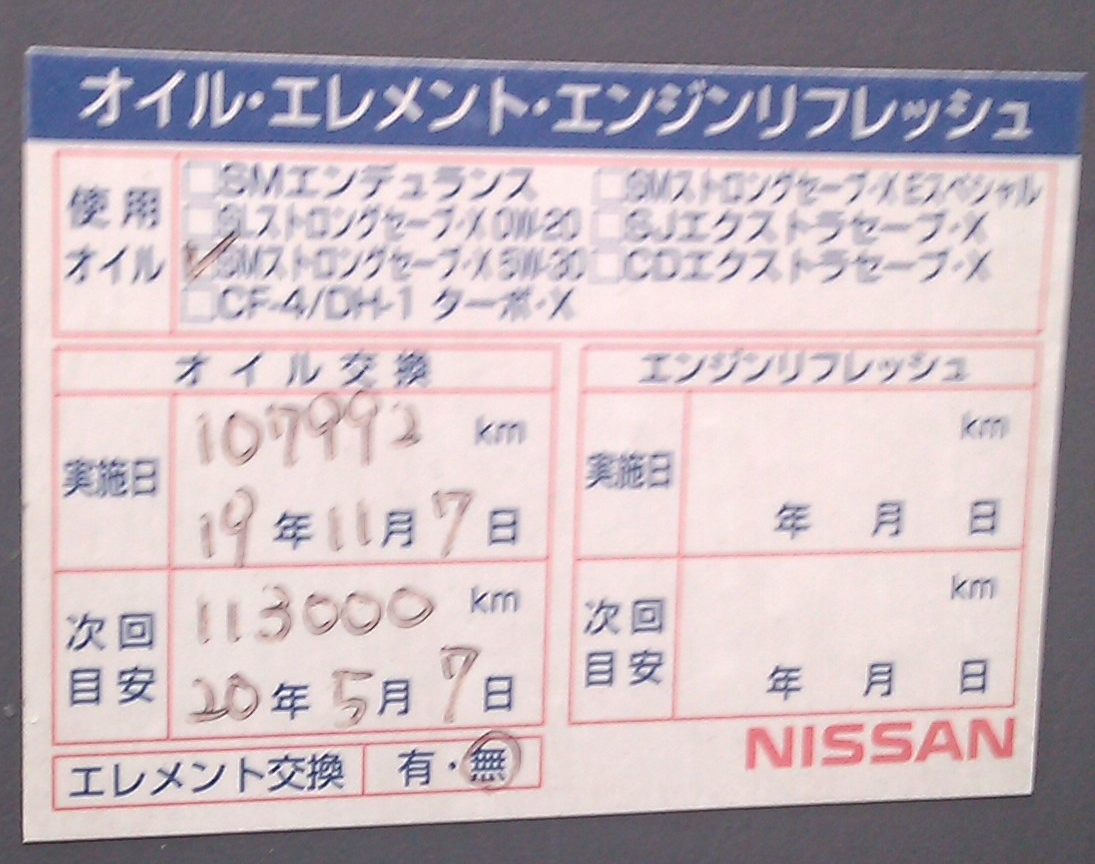 オイル・エレメント・エンジンリフレッシュ
使用オイル
□SMエンデュランス □SMストロングセーブ・X Eスペシャル
□SLストロングセーブ・X 0W-20 □SJエクストラセーブ・X
☑SMストロングセーブ・X 5W-30 □CDエクストラセーブ・X
□CF-4/DH-1 ターボ・X
オイル交換
実施日
107992 km
19年11月7日
次回目安
113000 km
20年5月7日
エンジンリフレッシュ
実施日
km
年 月 日
次回目安
km
年 月 日
エレメント交換 有・無
NISSAN